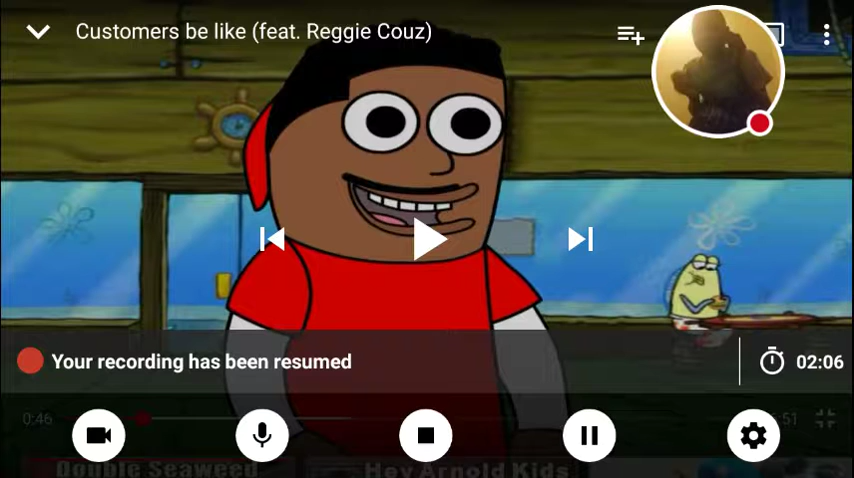 Customers be like (feat. Reggie Couz)
Your recording has been resumed
02:06
0:46
:51
Double Seaweed
Hey Arnold Kids